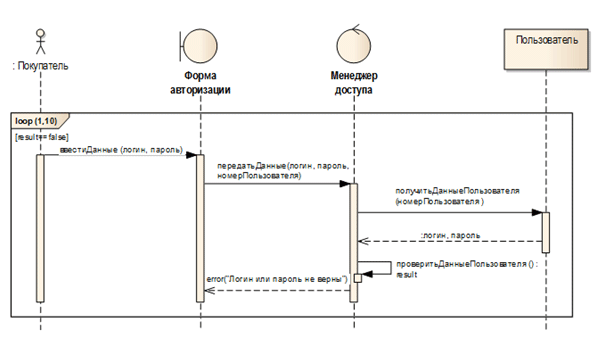 : Покупатель
Форма
авторизации
Менеджер
доступа
Пользователь
loop (1,10)
[result==false]
ввестиДанные (логин, пароль)
передатьДанные(логин, пароль,
номерПользователя)
получитьДанныеПользователя
(номерПользователя )
:логин, пароль
проверитьДанныеПользователя () :
result
error("Логин или пароль не верны")